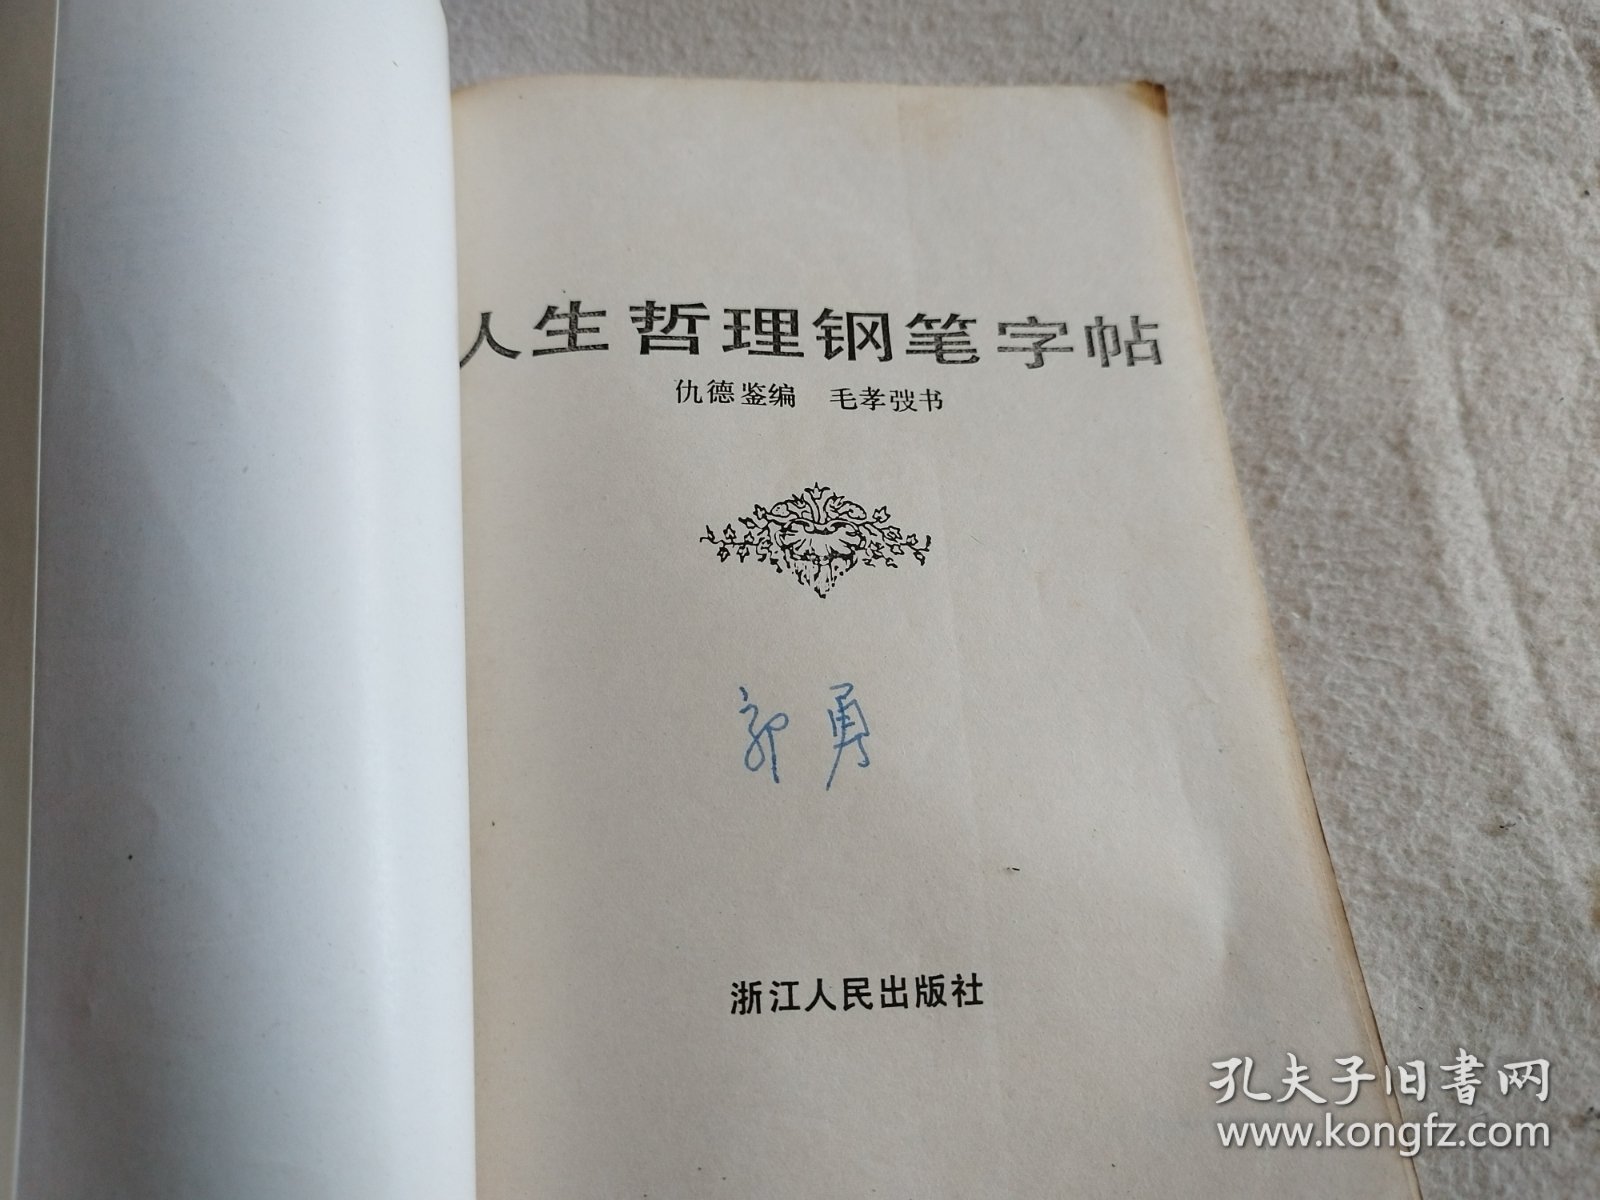 人生哲理钢笔字帖
仇德鉴编 毛孝弢书
郭勇
浙江人民出版社
孔夫子旧书网
www.kongfz.com